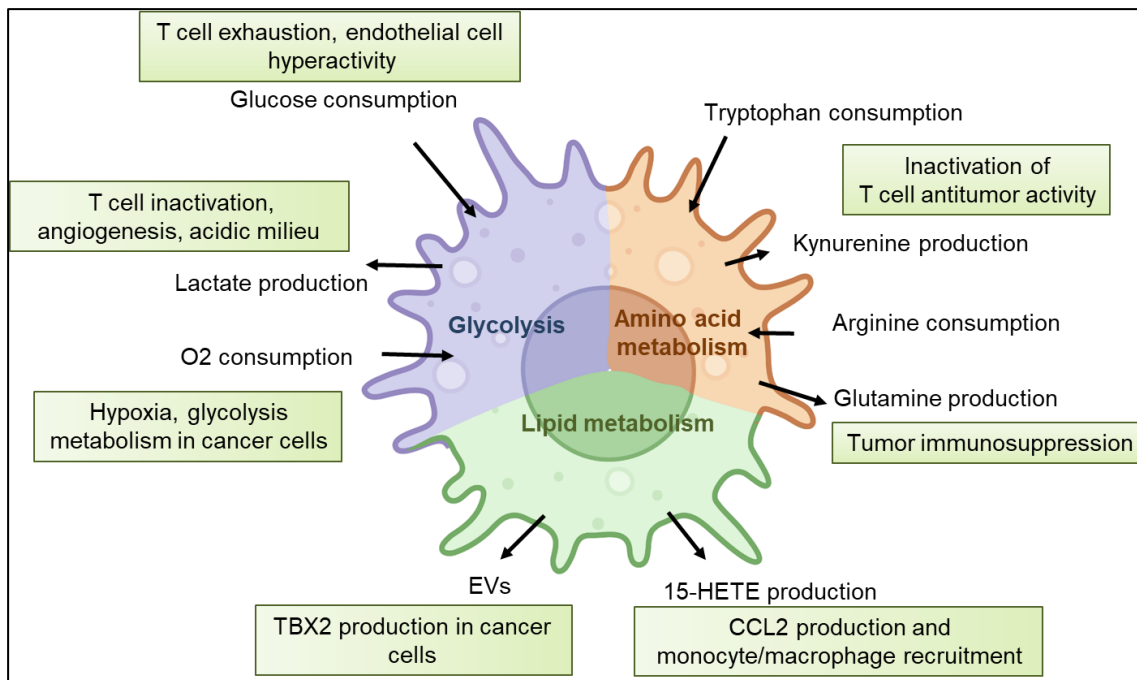 T cell exhaustion, endothelial cell
hyperactivity
Glucose consumption
T cell inactivation,
angiogenesis, acidic milieu
Lactate production
O2 consumption
Hypoxia, glycolysis
metabolism in cancer cells
Glycolysis
Amino acid
metabolism
Lipid metabolism
Tryptophan consumption
Inactivation of
T cell antitumor activity
Kynurenine production
Arginine consumption
Glutamine production
Tumor immunosuppression
EVs
TBX2 production in cancer
cells
15-HETE production
CCL2 production and
monocyte/macrophage recruitment